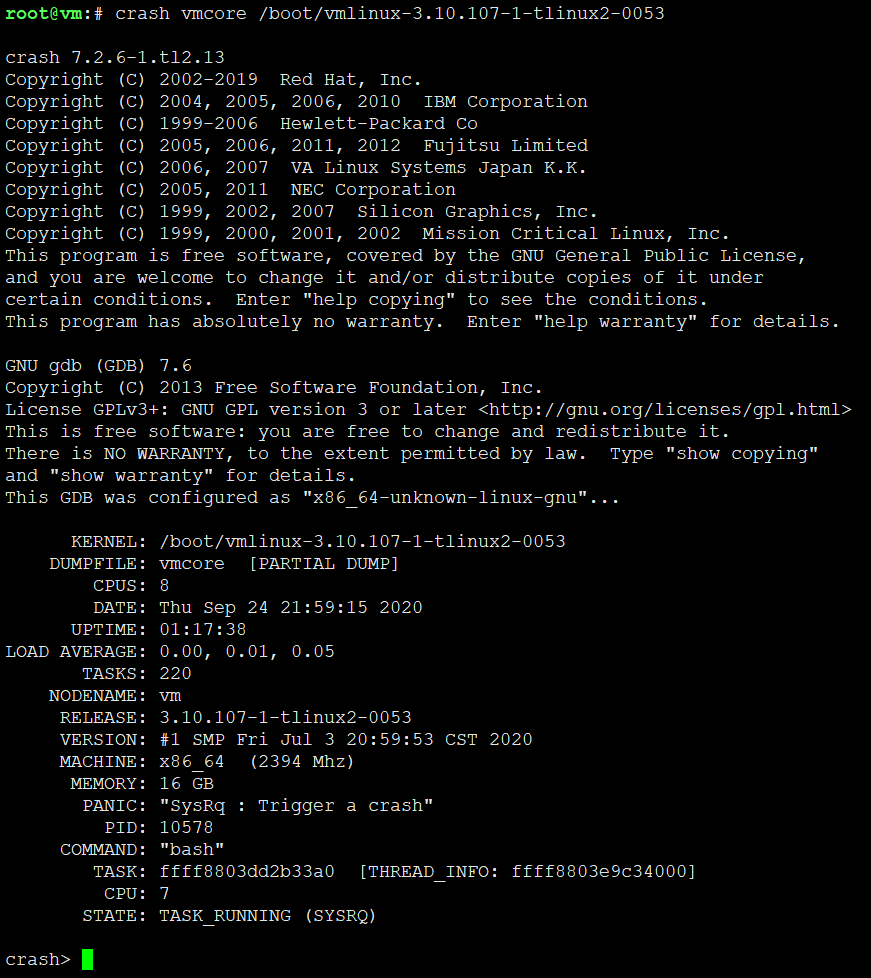 root@vm:# crash vmcore /boot/vmlinux-3.10.107-1-tlinux2-0053
crash 7.2.6-1.tl2.13
Copyright (C) 2002-2019  Red Hat, Inc.
Copyright (C) 2004, 2005, 2006, 2010  IBM Corporation
Copyright (C) 1999-2006  Hewlett-Packard Co
Copyright (C) 2005, 2006, 2011, 2012  Fujitsu Limited
Copyright (C) 2006, 2007  VA Linux Systems Japan K.K.
Copyright (C) 2005, 2011  NEC Corporation
Copyright (C) 1999, 2002, 2007  Silicon Graphics, Inc.
Copyright (C) 1999, 2000, 2001, 2002  Mission Critical Linux, Inc.
This program is free software, covered by the GNU General Public License,
and you are welcome to change it and/or distribute copies of it under
certain conditions.  Enter "help copying" to see the conditions.
This program has absolutely no warranty.  Enter "help warranty" for details.
GNU gdb (GDB) 7.6
Copyright (C) 2013 Free Software Foundation, Inc.
License GPLv3+: GNU GPL version 3 or later <http://gnu.org/licenses/gpl.html>
This is free software: you are free to change and redistribute it.
There is NO WARRANTY, to the extent permitted by law.  Type "show copying"
and "show warranty" for details.
This GDB was configured as "x86_64-unknown-linux-gnu"...
KERNEL: /boot/vmlinux-3.10.107-1-tlinux2-0053
DUMPFILE: vmcore  [PARTIAL DUMP]
CPUS: 8
DATE: Thu Sep 24 21:59:15 2020
UPTIME: 01:17:38
LOAD AVERAGE: 0.00, 0.01, 0.05
TASKS: 220
NODENAME: vm
RELEASE: 3.10.107-1-tlinux2-0053
VERSION: #1 SMP Fri Jul 3 20:59:53 CST 2020
MACHINE: x86_64  (2394 Mhz)
MEMORY: 16 GB
PANIC: "SysRq : Trigger a crash"
PID: 10578
COMMAND: "bash"
TASK: ffff8803dd2b33a0  [THREAD_INFO: ffff8803e9c34000]
CPU: 7
STATE: TASK_RUNNING (SYSRQ)
crash>